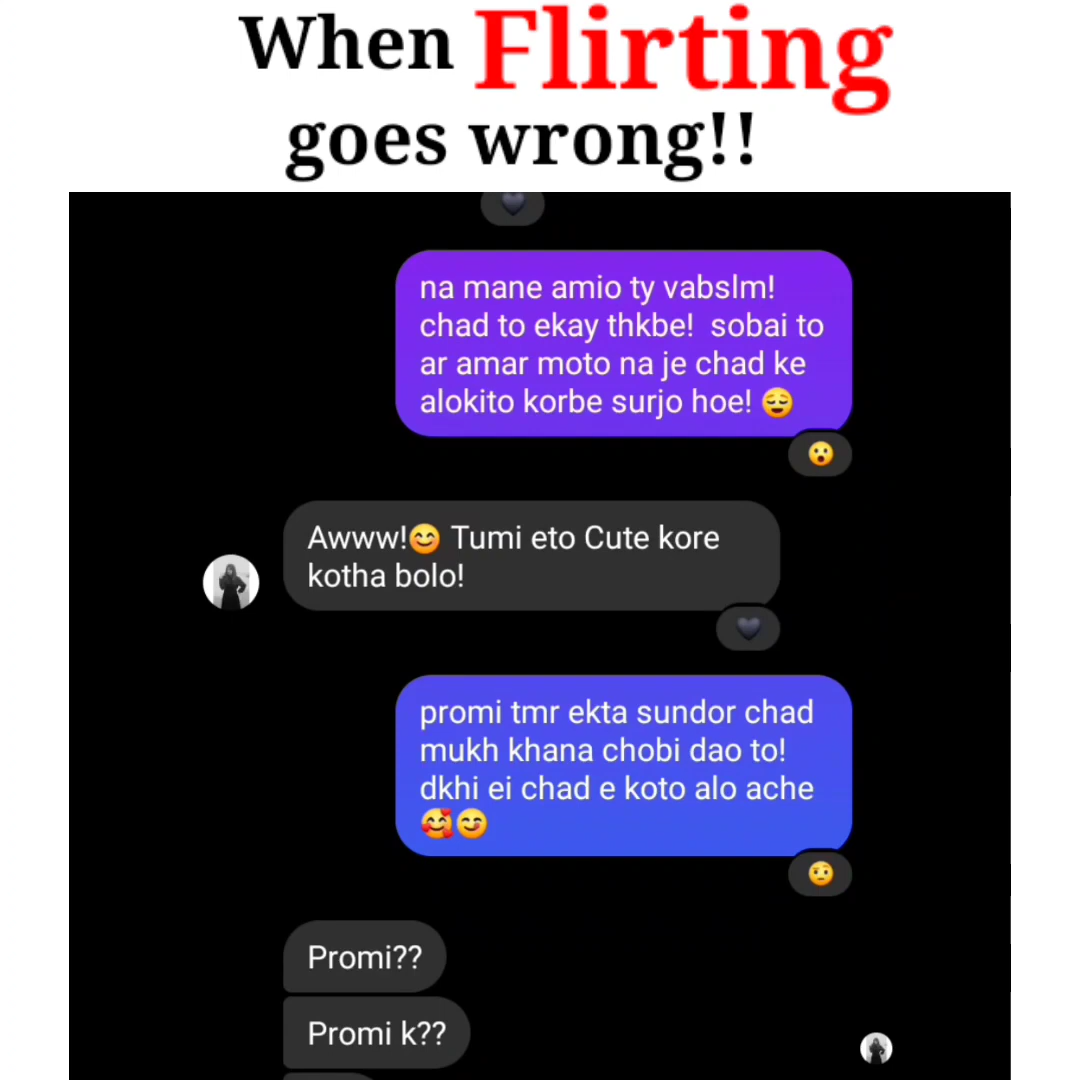 When Flirting
goes wrong!!
na mane amio ty vabslm!
chad to ekay thkbe!  sobai to
ar amar moto na je chad ke
alokito korbe surjo hoe! 😌
Awww!😊 Tumi eto Cute kore
kotha bolo!
promi tmr ekta sundor chad
mukh khana chobi dao to!
dkhi ei chad e koto alo ache
🥰😋
Promi??
Promi k??